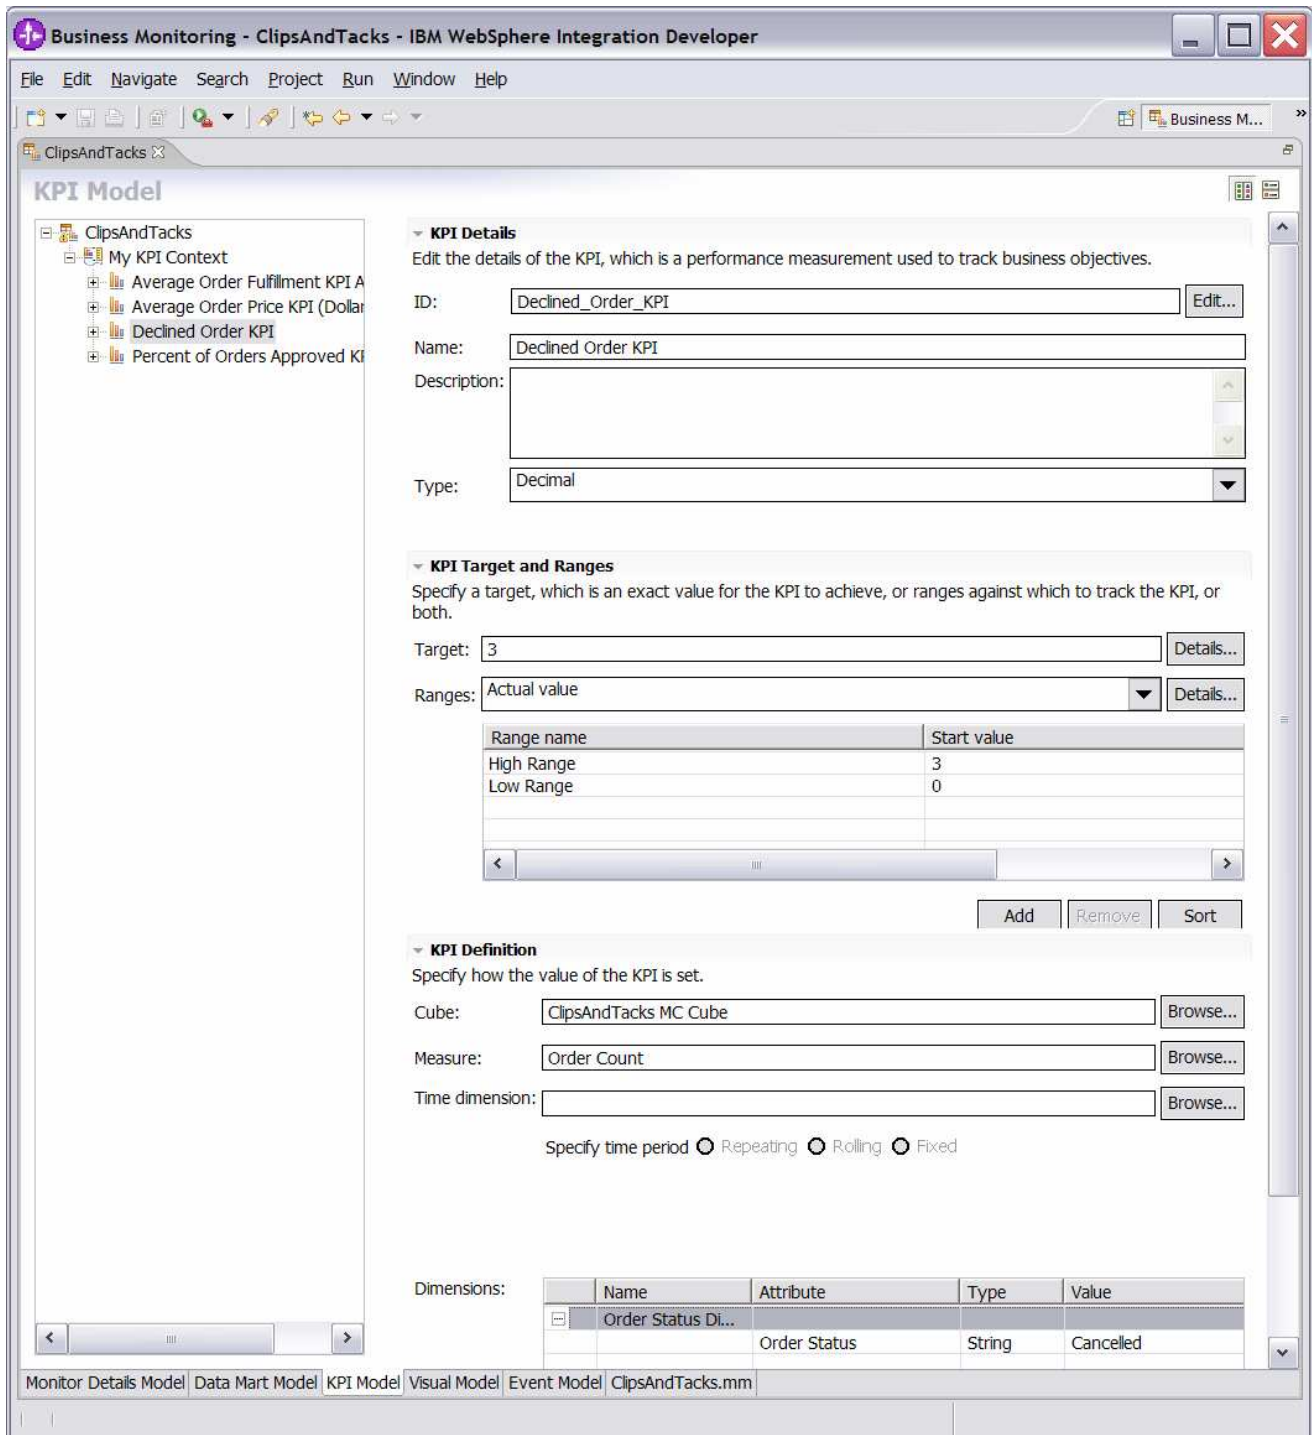 Business Monitoring - ClipsAndTacks - IBM WebSphere Integration Developer
File Edit Navigate Search Project Run Window Help
Business M... »
ClipsAndTacks
KPI Model
ClipsAndTacks
My KPI Context
Average Order Fulfillment KPI A
Average Order Price KPI (Dollar
Declined Order KPI
Percent of Orders Approved KF
KPI Details
Edit the details of the KPI, which is a performance measurement used to track business objectives.
ID: Declined_Order_KPI Edit...
Name: Declined Order KPI
Description:
Type: Decimal
KPI Target and Ranges
Specify a target, which is an exact value for the KPI to achieve, or ranges against which to track the KPI, or
both.
Target: 3 Details...
Ranges: Actual value Details...
Range name Start value
High Range 3
Low Range 0
Add Remove Sort
KPI Definition
Specify how the value of the KPI is set.
Cube: ClipsAndTacks MC Cube Browse...
Measure: Order Count Browse...
Time dimension: Browse...
Specify time period Repeating Rolling Fixed
Dimensions: Name Attribute Type Value
Order Status Di...
Order Status String Cancelled
Monitor Details Model Data Mart Model KPI Model Visual Model Event Model ClipsAndTacks.mm